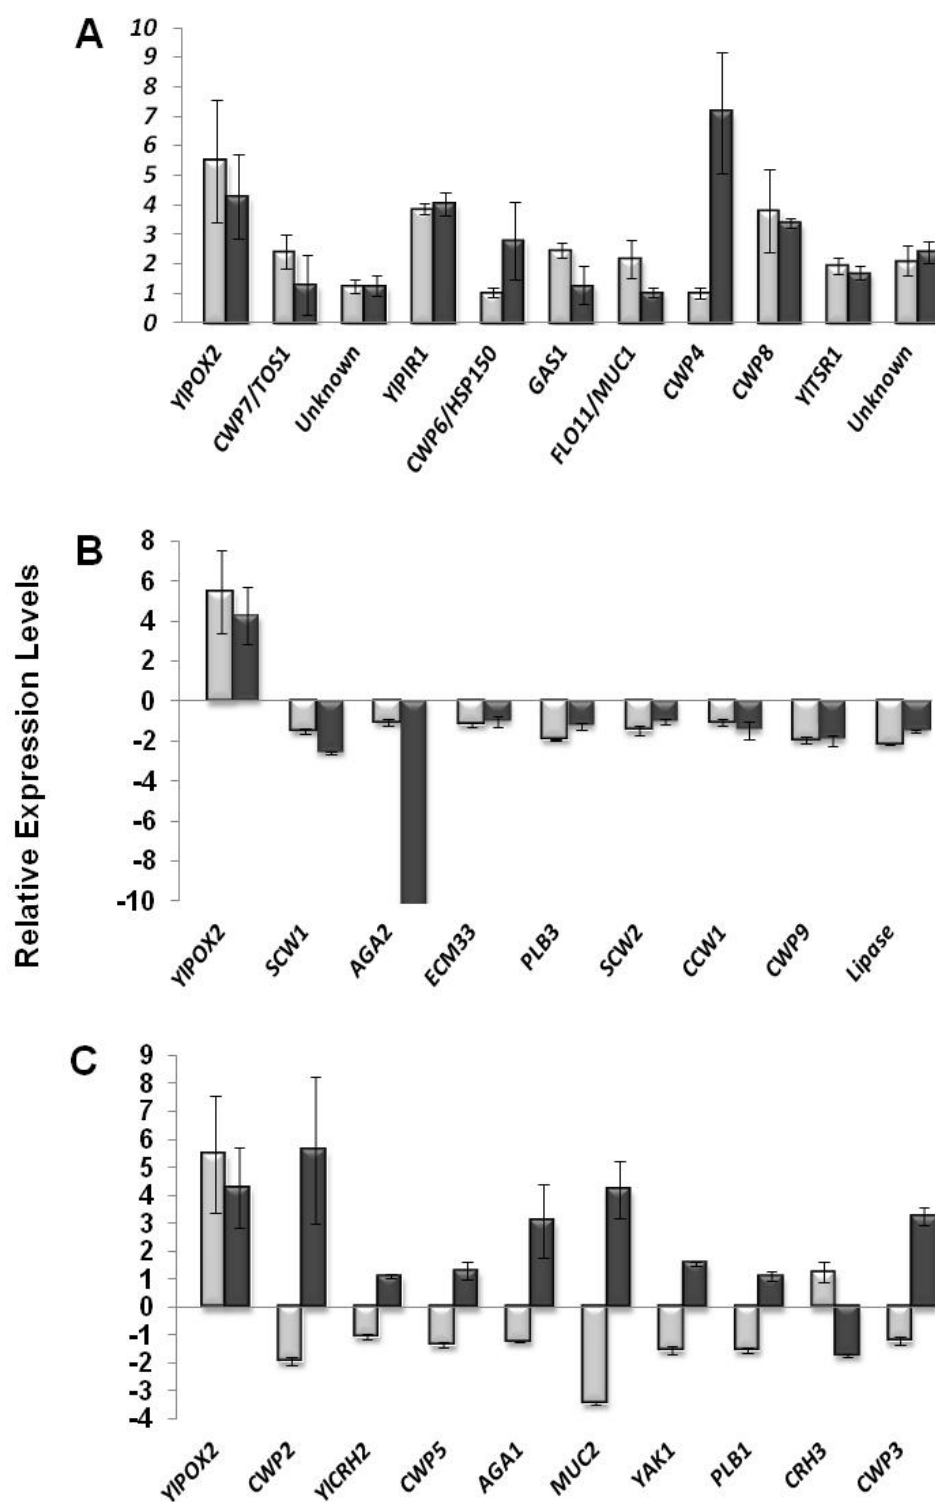 A
10
9
8
7
6
5
4
3
2
1
0
YlPOX2
CWP7/TOS1
Unknown
YlPIR1
CWP6/HSP150
GAS1
FLO11/MUC1
CWP4
CWP8
YlTSR1
Unknown
Relative Expression Levels
B
8
6
4
2
0
-2
-4
-6
-8
-10
YlPOX2
SCW1
AGA2
ECM33
PLB3
SCW2
CCW1
CWP9
Lipase
C
9
8
7
6
5
4
3
2
1
0
-1
-2
-3
-4
YlPOX2
CWP2
YlCRH2
CWP5
AGA1
MUC2
YAK1
PLB1
CRH3
CWP3